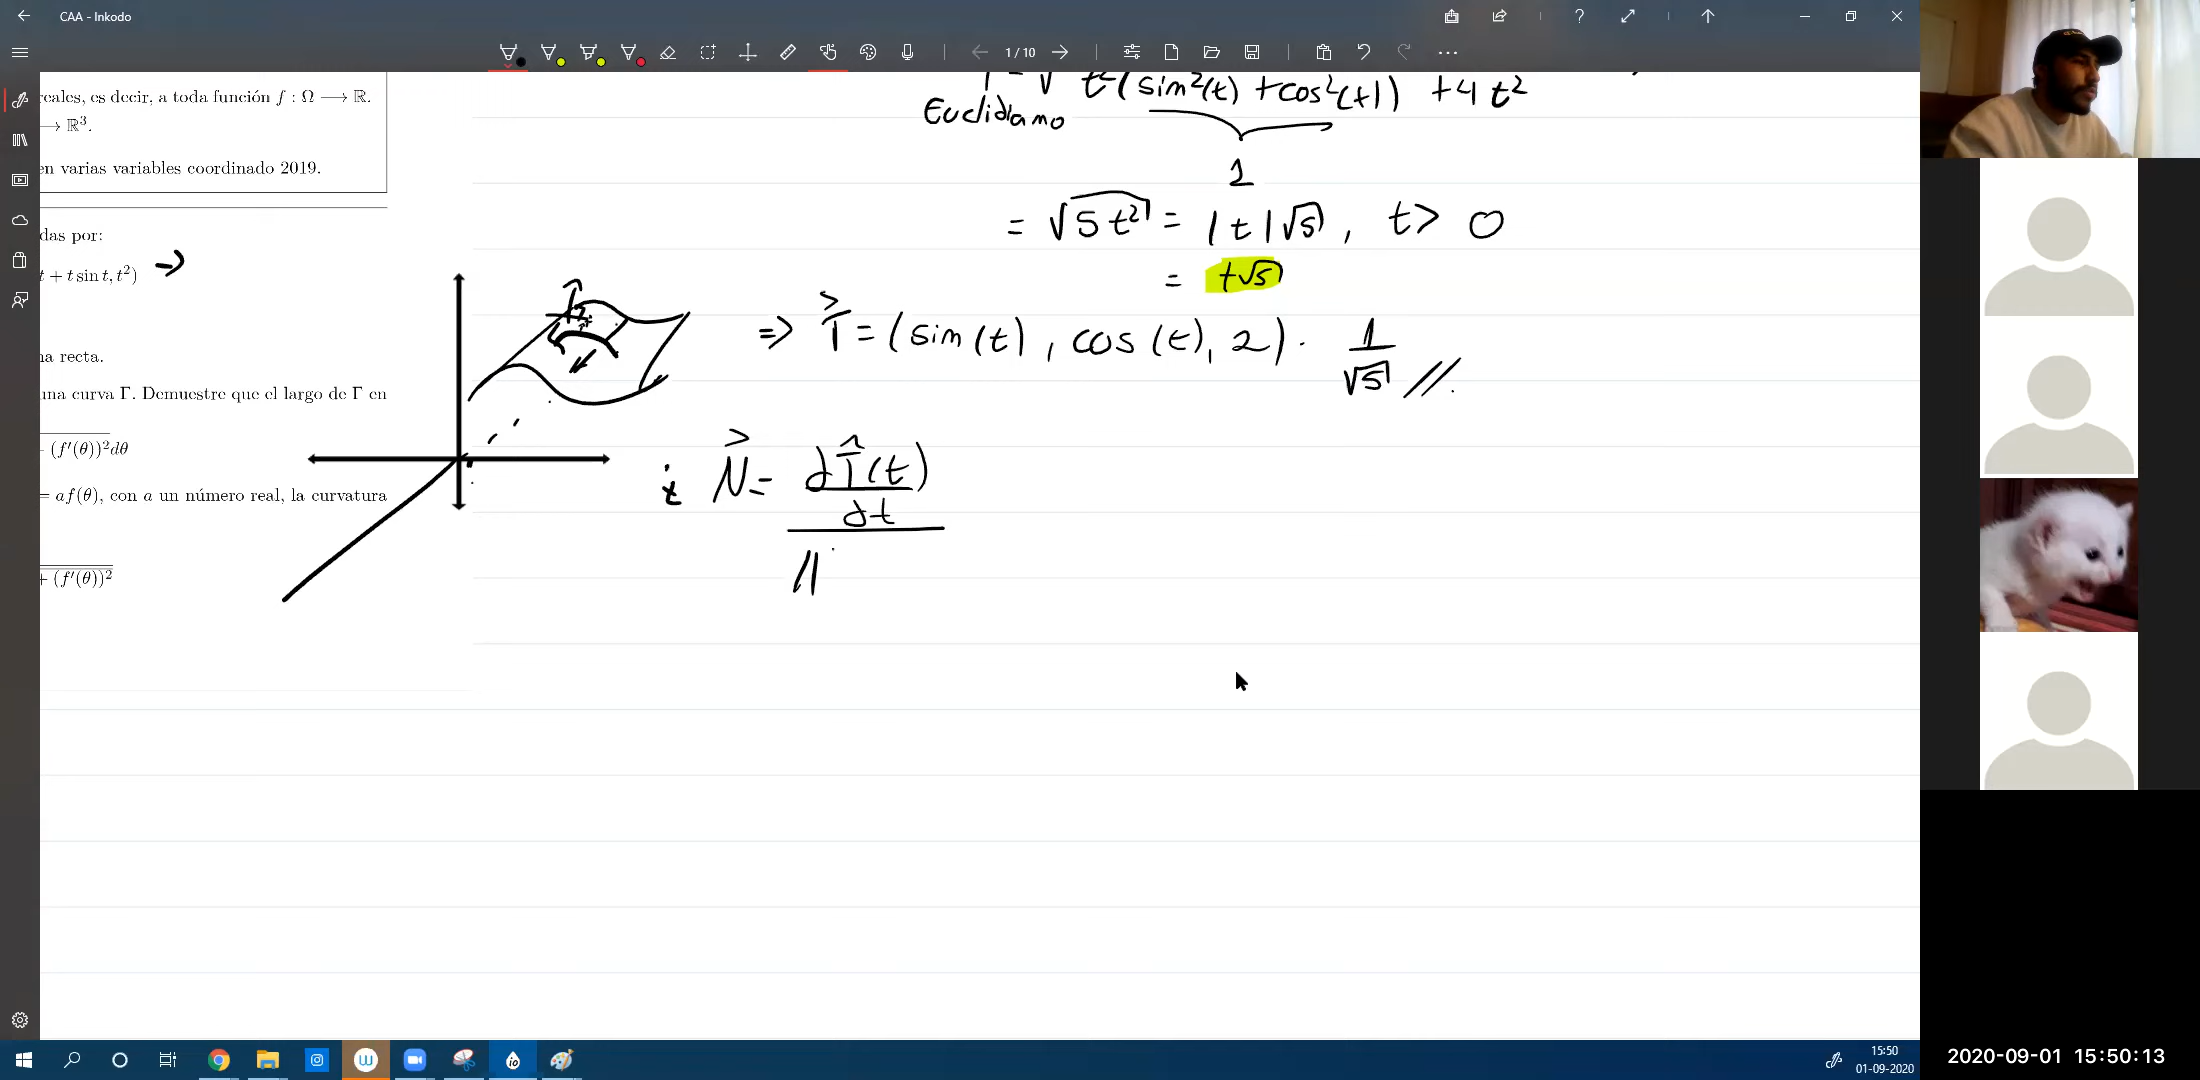 CAA - Inkodo
1 / 10
reales, es decir, a toda función f : Ω ⟶ ℝ.
⟶ ℝ³.
en varias variables coordinado 2019.
das por:
t + t sin t, t²) →
na recta.
una curva Γ. Demuestre que el largo de Γ en
(f′(θ))²dθ
= af(θ), con a un número real, la curvatura
+ (f′(θ))²
t²(sin²(t) + cos²(t)) + 4t²
Euclidiano
1
= √5t² = |t|√5, t > 0
= t√5
⇒ T = (sin(t), cos(t), 2) · 1/√5 //.
N = dT̂(t)
dt
||
io
15:50
01-09-2020
2020-09-01 15:50:13